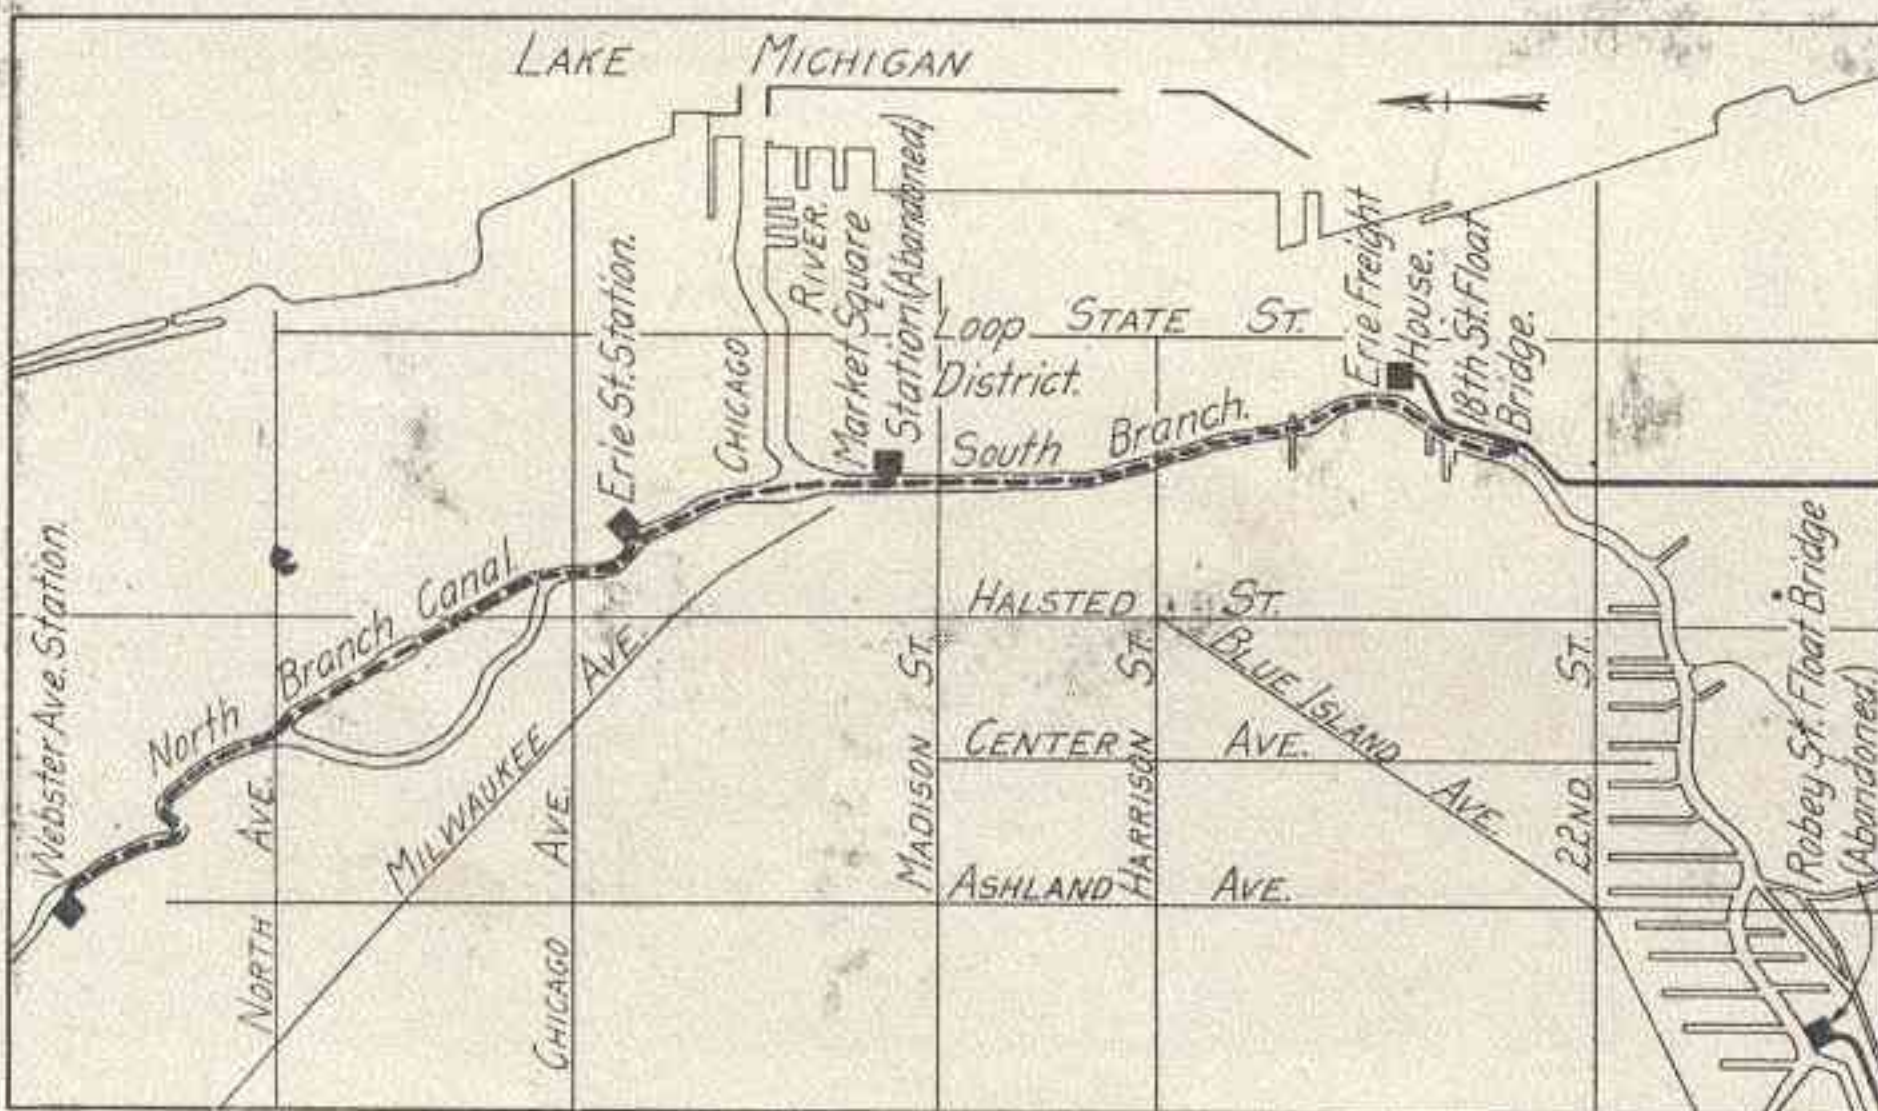 LAKE MICHIGAN
CHICAGO RIVER.
Market Square
Station (Abandoned)
Erie St. Station.
Loop
District.
STATE ST.
Erie Freight
House.
18th St. Float
Bridge.
South Branch.
North Branch Canal
Webster Ave. Station.
HALSTED ST.
MILWAUKEE AVE.
BLUE ISLAND AVE.
CENTER AVE.
ASHLAND AVE.
NORTH AVE.
CHICAGO AVE.
MADISON ST.
HARRISON ST.
22ND ST.
Robey St. Float Bridge
(Abandoned.)